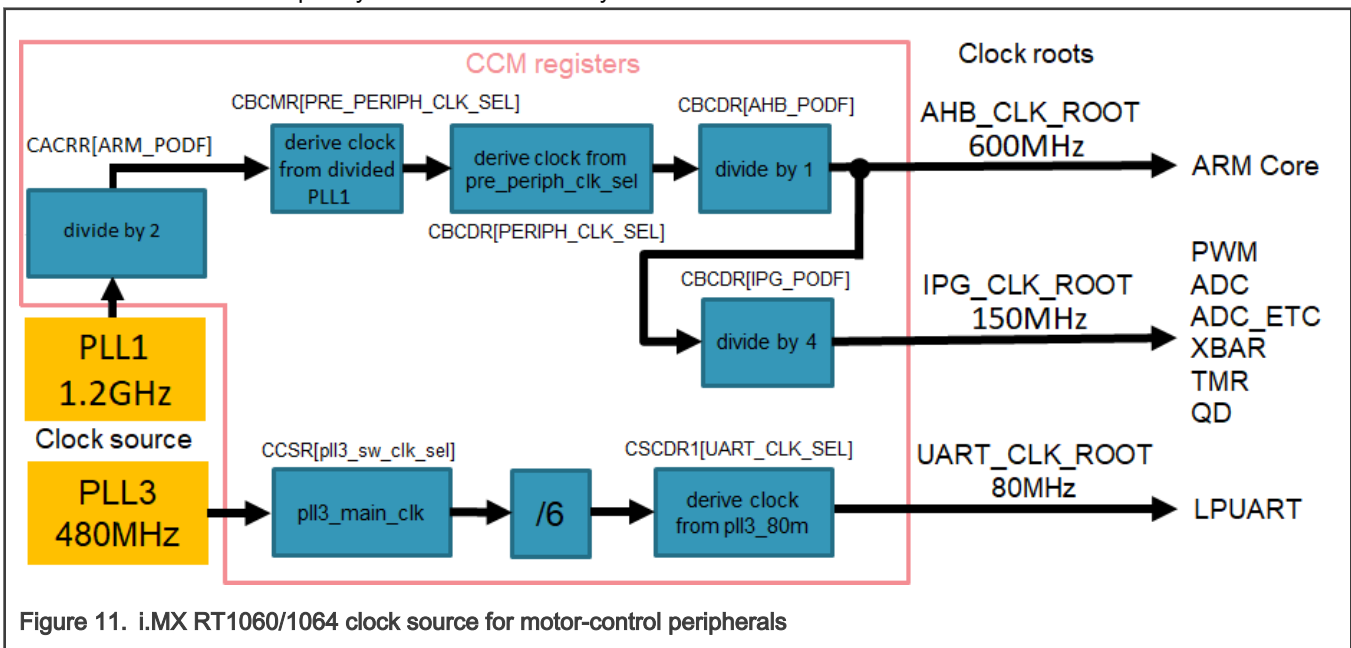 CCM registers
Clock roots
CBCMR[PRE_PERIPH_CLK_SEL]
CBCDR[AHB_PODF]
AHB_CLK_ROOT
600MHz
CACRR[ARM_PODF]
derive clock
from divided
PLL1
derive clock from
pre_periph_clk_sel
divide by 1
ARM Core
divide by 2
CBCDR[PERIPH_CLK_SEL]
CBCDR[IPG_PODF]
IPG_CLK_ROOT
150MHz
PWM
ADC
ADC_ETC
XBAR
TMR
QD
divide by 4
PLL1
1.2GHz
Clock source
CCSR[pll3_sw_clk_sel]
CSCDR1[UART_CLK_SEL]
UART_CLK_ROOT
80MHz
PLL3
480MHz
pll3_main_clk
/6
derive clock
from pll3_80m
LPUART
Figure 11. i.MX RT1060/1064 clock source for motor-control peripherals